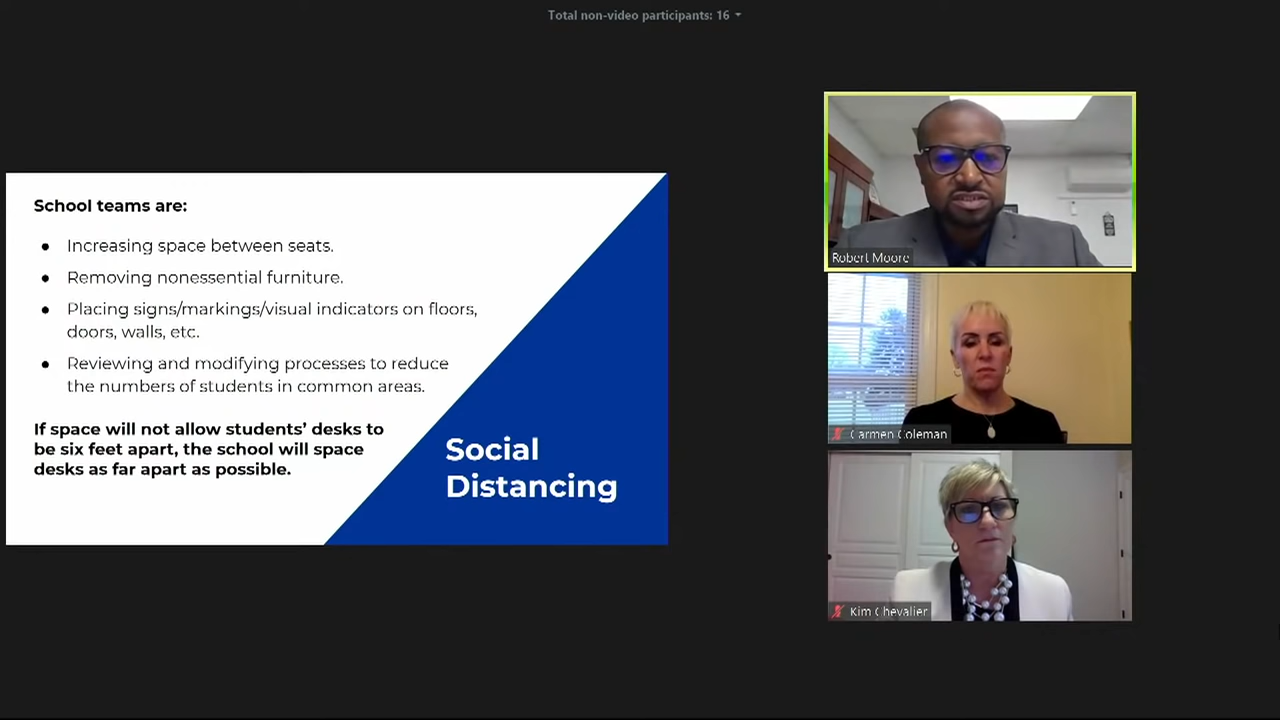 Total non-video participants: 16
School teams are:
● Increasing space between seats.
● Removing nonessential furniture.
● Placing signs/markings/visual indicators on floors,
doors, walls, etc.
● Reviewing and modifying processes to reduce
the numbers of students in common areas.
If space will not allow students’ desks to
be six feet apart, the school will space
desks as far apart as possible.
Social
Distancing
Robert Moore
Carmen Coleman
Kim Chevalier